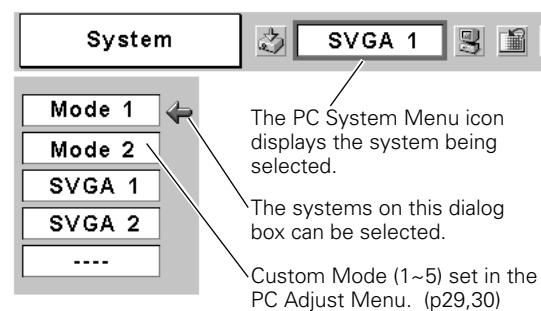 System
SVGA 1
Mode 1
Mode 2
SVGA 1
SVGA 2
----
The PC System Menu icon
displays the system being
selected.
The systems on this dialog
box can be selected.
Custom Mode (1~5) set in the
PC Adjust Menu. (p29,30)